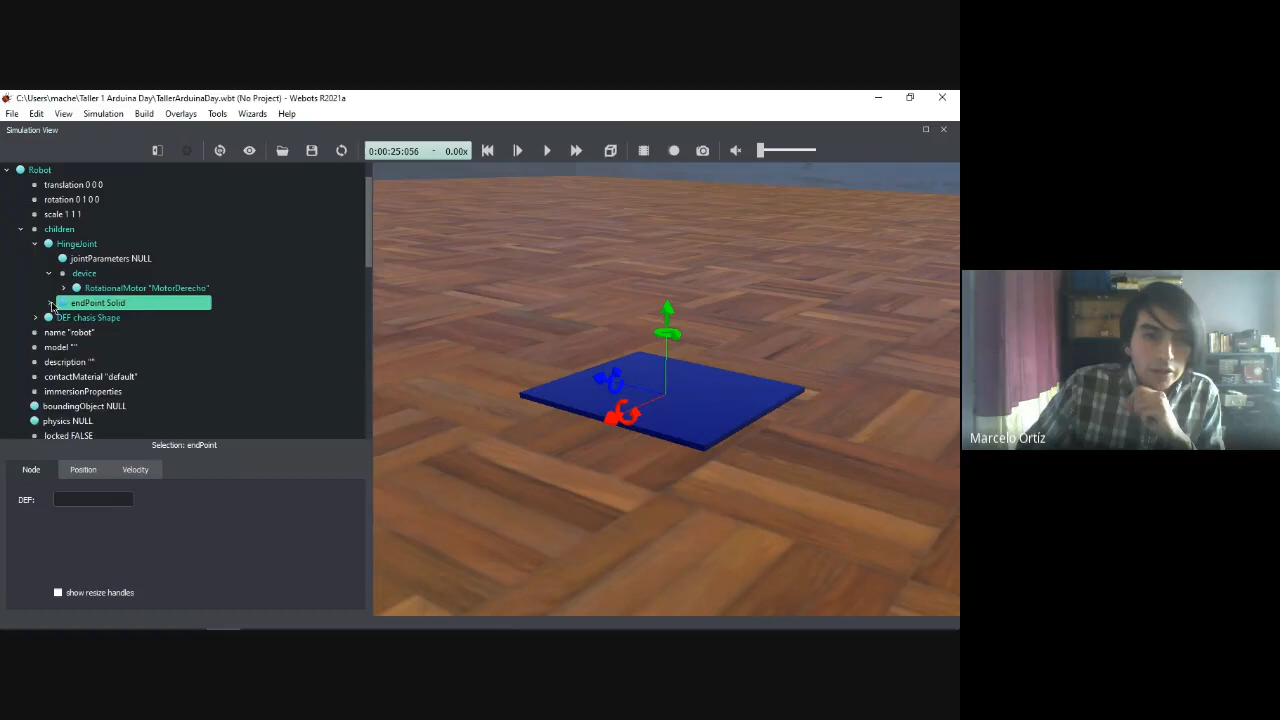 C:\Users\mache\Taller 1 Arduina Day\TallerArduinaDay.wbt (No Project) - Webots R2021a
File Edit View Simulation Build Overlays Tools Wizards Help
Simulation View
0:00:25:056 - 0.00x
Robot
translation 0 0 0
rotation 0 1 0 0
scale 1 1 1
children
HingeJoint
jointParameters NULL
device
RotationalMotor "MotorDerecho"
endPoint Solid
DEF chasis Shape
name "robot"
model ""
description ""
contactMaterial "default"
immersionProperties
boundingObject NULL
physics NULL
locked FALSE
Selection: endPoint
Node Position Velocity
DEF:
show resize handles
Marcelo Ortíz